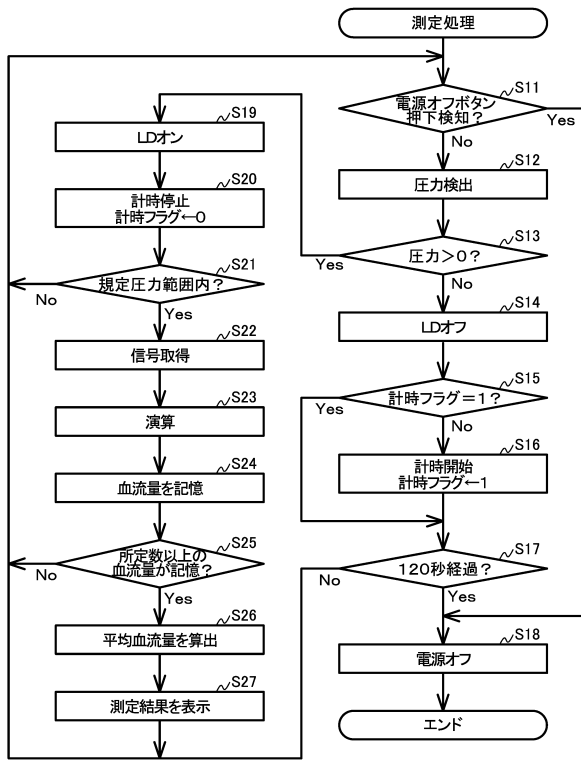 測定処理
S11
電源オフボタン
押下検知？
Yes
No
S12
圧力検出
S13
圧力＞０？
Yes
No
S14
LDオフ
S15
計時フラグ＝１？
Yes
No
S16
計時開始
計時フラグ←１
S17
１２０秒経過？
No
Yes
S18
電源オフ
エンド
S19
LDオン
S20
計時停止
計時フラグ←０
S21
規定圧力範囲内？
No
Yes
S22
信号取得
S23
演算
S24
血流量を記憶
S25
所定数以上の
血流量が記憶？
No
Yes
S26
平均血流量を算出
S27
測定結果を表示